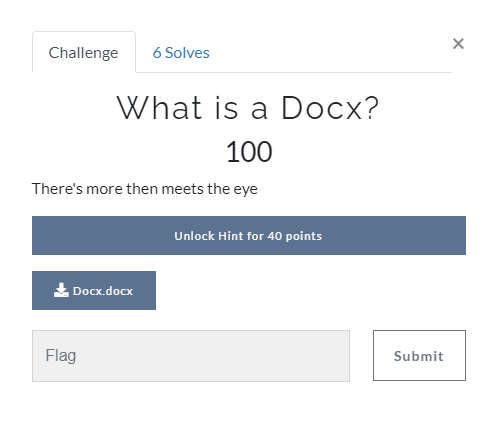 Challenge
6 Solves
×
What is a Docx?
100
There's more then meets the eye
Unlock Hint for 40 points
Docx.docx
Flag
Submit